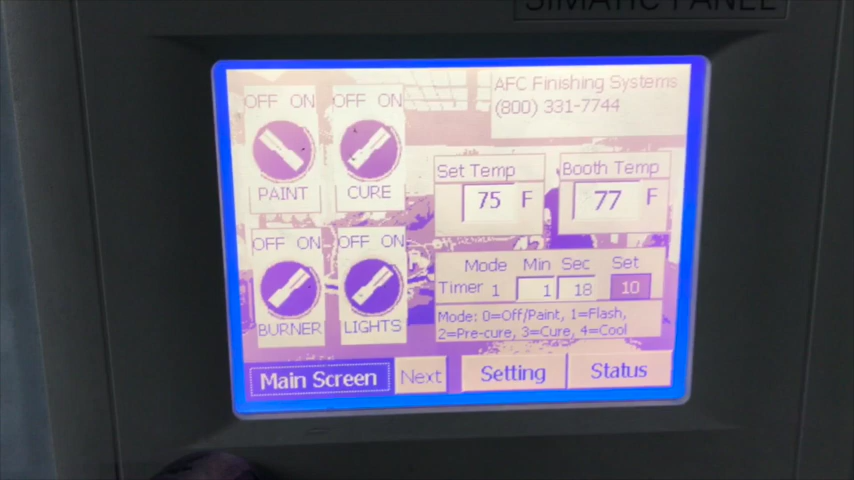 SIMATIC PANEL
AFC Finishing Systems
(800) 331-7744
OFF ON
OFF ON
PAINT
CURE
Set Temp
75 F
Booth Temp
77 F
OFF ON
OFF ON
BURNER
LIGHTS
Mode Min Sec Set
Timer 1 1 18 10
Mode: 0=Off/Paint, 1=Flash,
2=Pre-cure, 3=Cure, 4=Cool
Main Screen
Next
Setting
Status